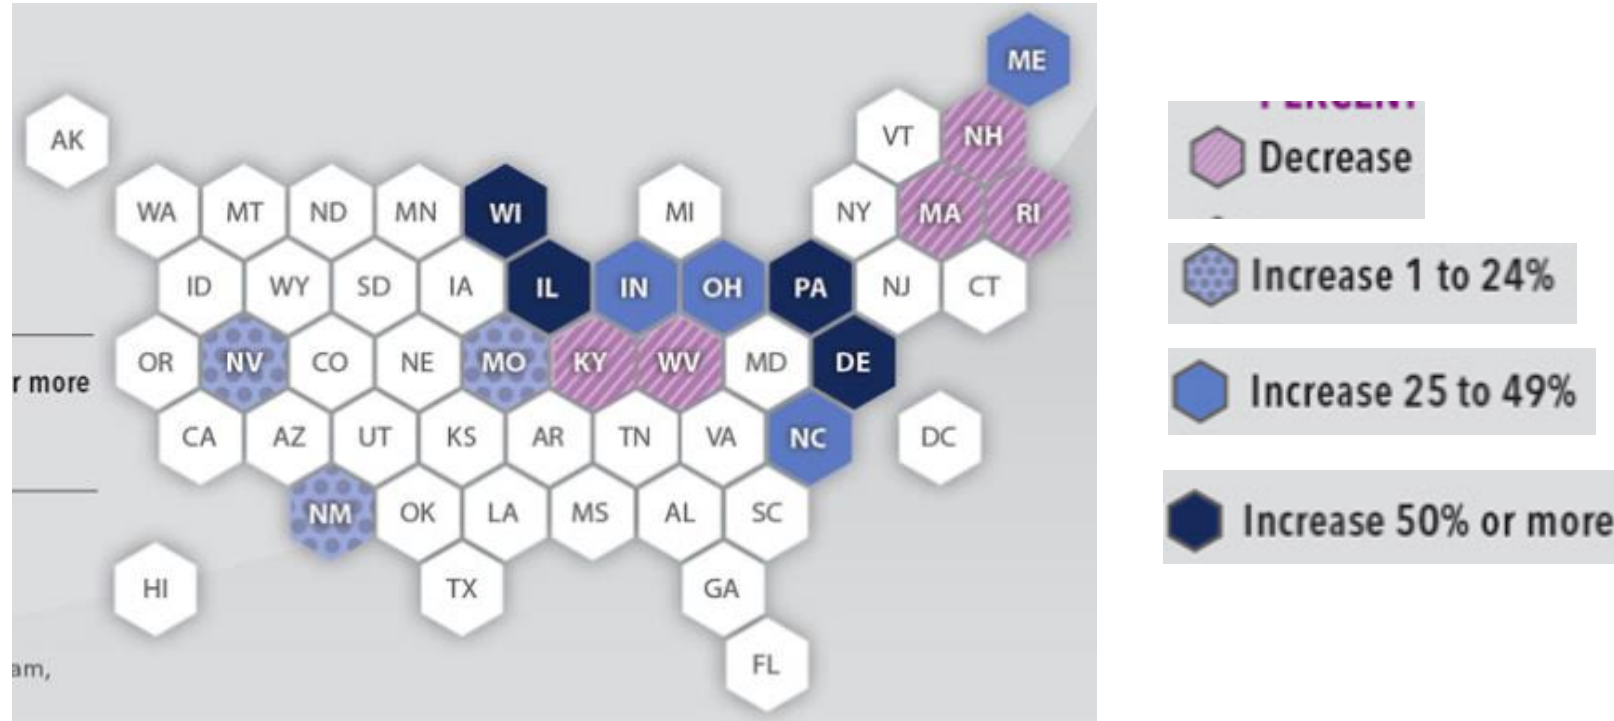 ME
AK
VT NH
WA MT ND MN WI MI NY MA RI
ID WY SD IA IL IN OH PA NJ CT
OR NV CO NE MO KY WV MD DE
r more
CA AZ UT KS AR TN VA NC DC
NM OK LA MS AL SC
HI TX GA
FL
am,
PERCENT
Decrease
Increase 1 to 24%
Increase 25 to 49%
Increase 50% or more